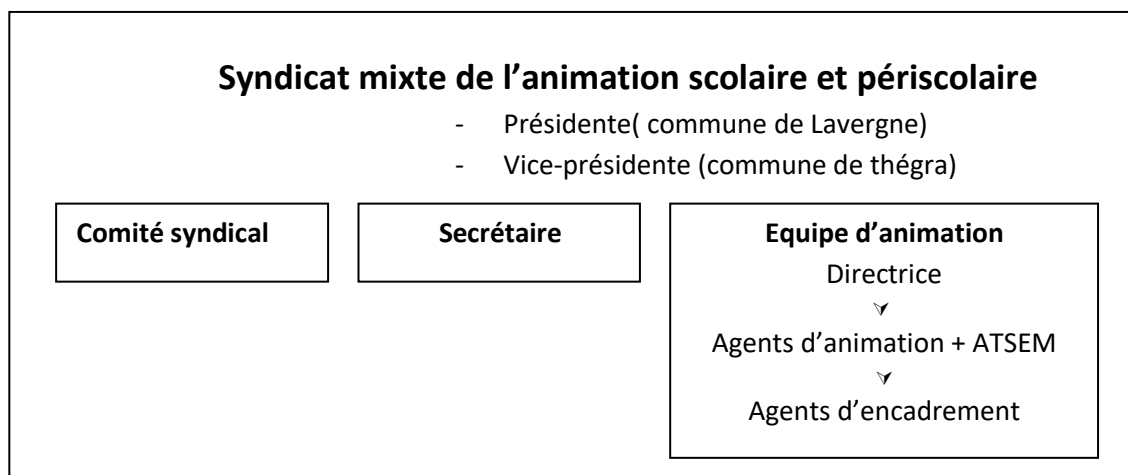 Syndicat mixte de l’animation scolaire et périscolaire
- Présidente( commune de Lavergne)
- Vice-présidente (commune de thégra)
Comité syndical
Secrétaire
Equipe d’animation
Directrice
Agents d’animation + ATSEM
Agents d’encadrement